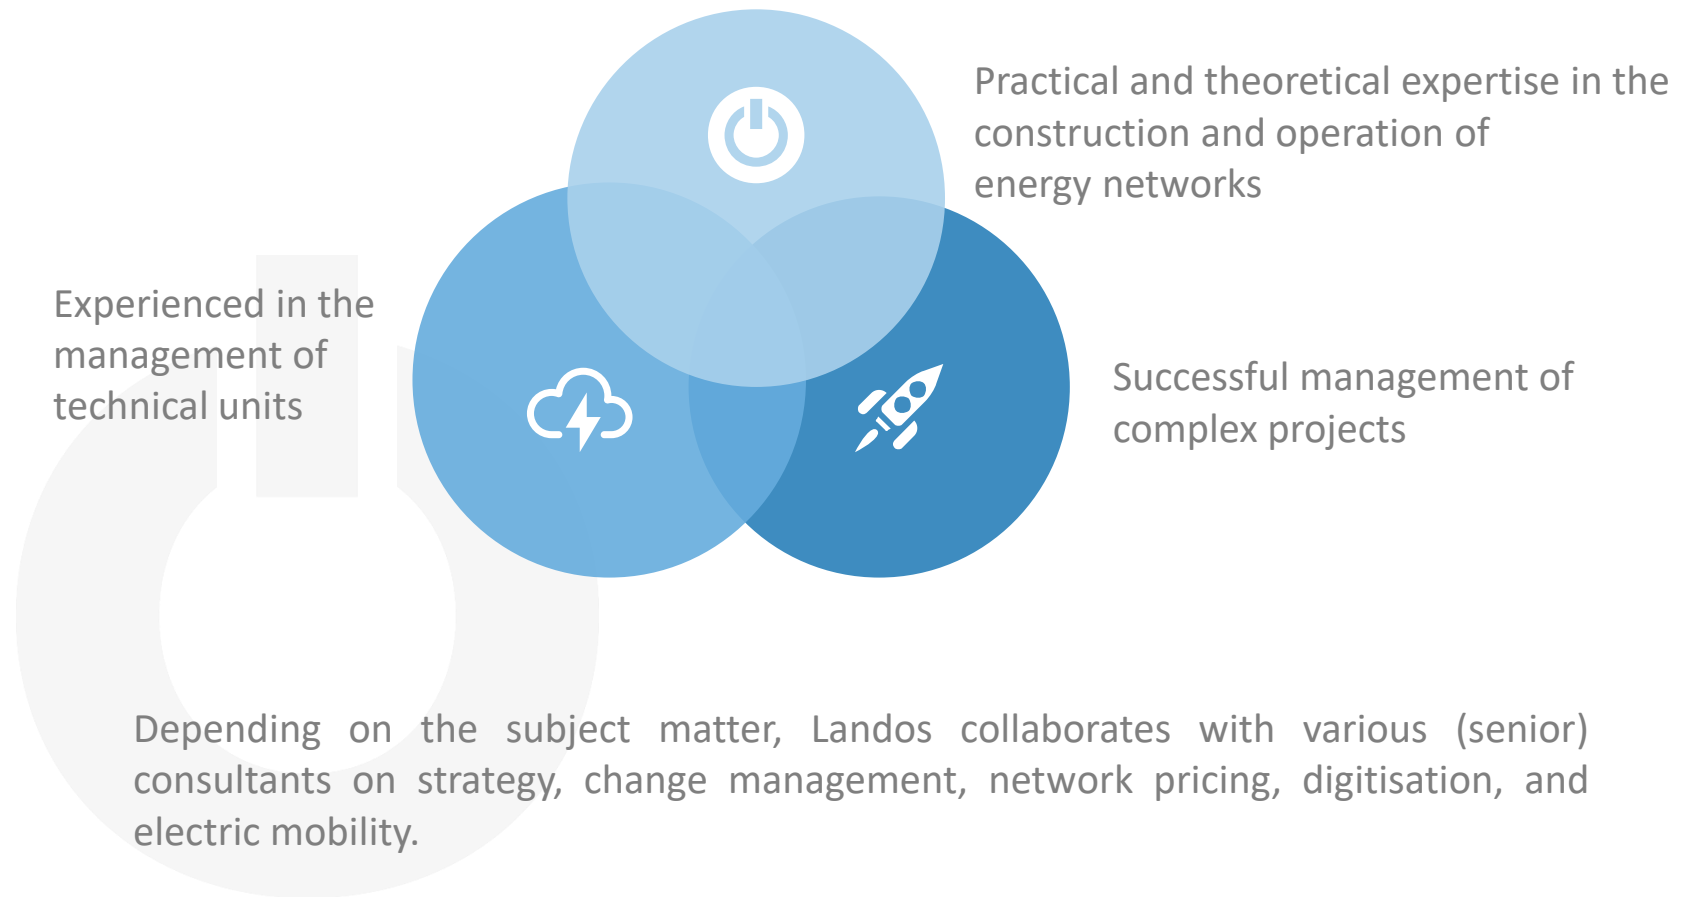 Practical and theoretical expertise in the
construction and operation of
energy networks
Experienced in the
management of
technical units
Successful management of
complex projects
Depending on the subject matter, Landos collaborates with various (senior)
consultants on strategy, change management, network pricing, digitisation, and
electric mobility.